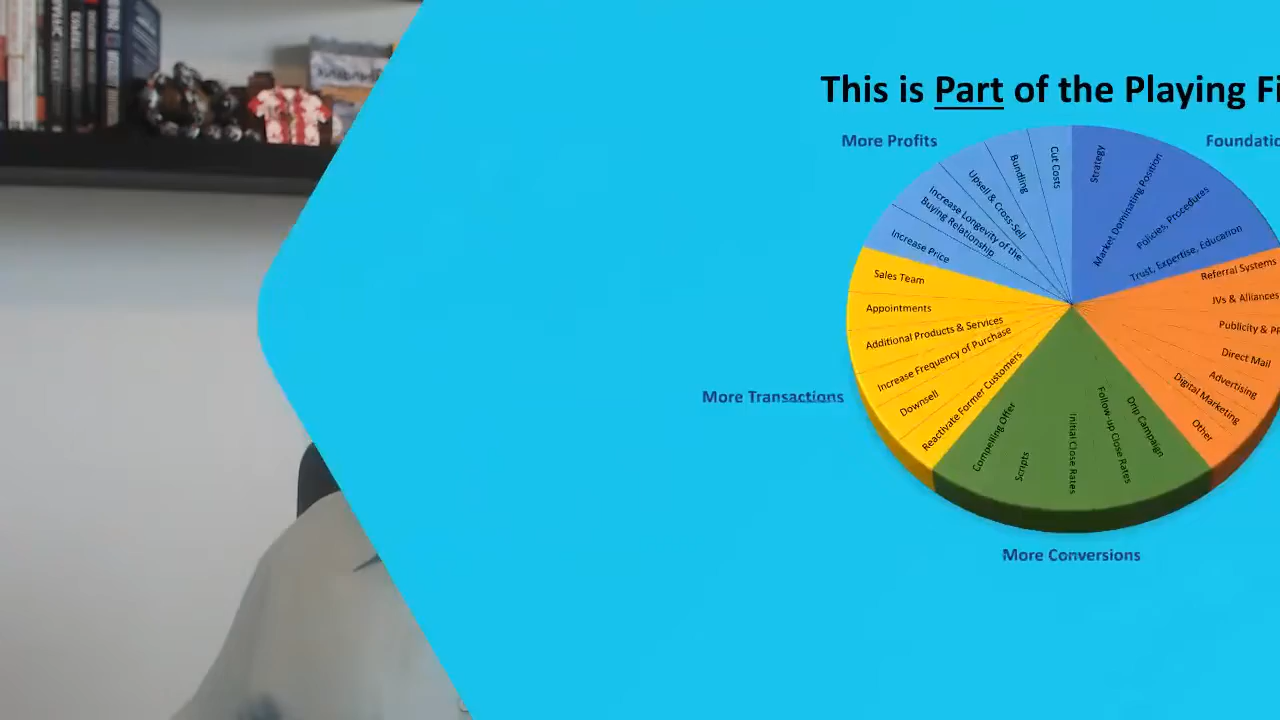 This is Part of the Playing Fi
More Profits
Foundatio
Cut Costs
Bundling
Upsell & Cross-Sell
Increase Longevity of the
Buying Relationship
Increase Price
Strategy
Market Dominating Position
Policies, Procedures
Trust, Expertise, Education
Referral Systems
JVs & Alliances
Publicity & PR
Direct Mail
Advertising
Digital Marketing
Other
Sales Team
Appointments
Additional Products & Services
Increase Frequency of Purchase
Downsell
Reactivate Former Customers
More Transactions
Compelling Offer
Scripts
Initial Close Rates
Follow-up Close Rates
Drip Campaign
More Conversions